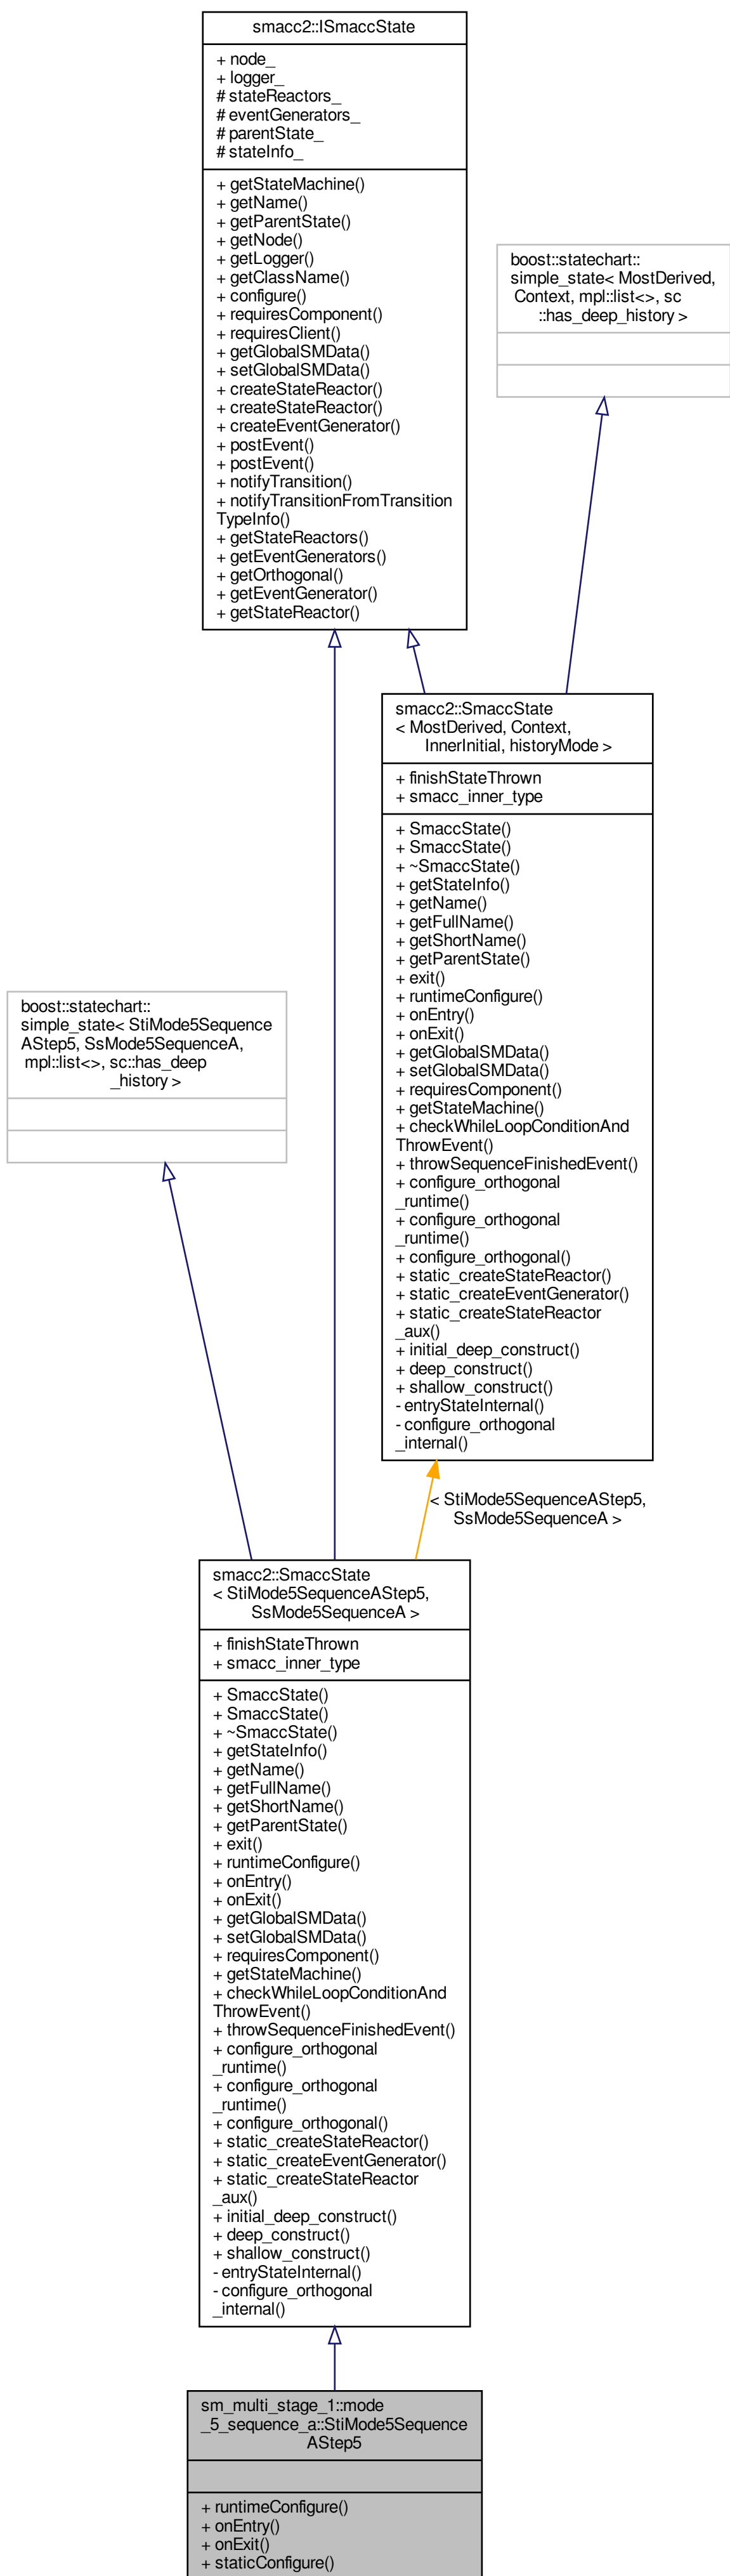 smacc2::ISmaccState
+ node_
+ logger_
# stateReactors_
# eventGenerators_
# parentState_
# stateInfo_
+ getStateMachine()
+ getName()
+ getParentState()
+ getNode()
+ getLogger()
+ getClassName()
+ configure()
+ requiresComponent()
+ requiresClient()
+ getGlobalSMData()
+ setGlobalSMData()
+ createStateReactor()
+ createStateReactor()
+ createEventGenerator()
+ postEvent()
+ postEvent()
+ notifyTransition()
+ notifyTransitionFromTransition
TypeInfo()
+ getStateReactors()
+ getEventGenerators()
+ getOrthogonal()
+ getEventGenerator()
+ getStateReactor()
boost::statechart::
simple_state< MostDerived,
Context, mpl::list<>, sc
::has_deep_history >
smacc2::SmaccState
< MostDerived, Context,
InnerInitial, historyMode >
+ finishStateThrown
+ smacc_inner_type
+ SmaccState()
+ SmaccState()
+ ~SmaccState()
+ getStateInfo()
+ getName()
+ getFullName()
+ getShortName()
+ getParentState()
+ exit()
+ runtimeConfigure()
+ onEntry()
+ onExit()
+ getGlobalSMData()
+ setGlobalSMData()
+ requiresComponent()
+ getStateMachine()
+ checkWhileLoopConditionAnd
ThrowEvent()
+ throwSequenceFinishedEvent()
+ configure_orthogonal
_runtime()
+ configure_orthogonal
_runtime()
+ configure_orthogonal()
+ static_createStateReactor()
+ static_createEventGenerator()
+ static_createStateReactor
_aux()
+ initial_deep_construct()
+ deep_construct()
+ shallow_construct()
- entryStateInternal()
- configure_orthogonal
_internal()
boost::statechart::
simple_state< StiMode5Sequence
AStep5, SsMode5SequenceA,
mpl::list<>, sc::has_deep
_history >
< StiMode5SequenceAStep5,
SsMode5SequenceA >
smacc2::SmaccState
< StiMode5SequenceAStep5,
SsMode5SequenceA >
+ finishStateThrown
+ smacc_inner_type
+ SmaccState()
+ SmaccState()
+ ~SmaccState()
+ getStateInfo()
+ getName()
+ getFullName()
+ getShortName()
+ getParentState()
+ exit()
+ runtimeConfigure()
+ onEntry()
+ onExit()
+ getGlobalSMData()
+ setGlobalSMData()
+ requiresComponent()
+ getStateMachine()
+ checkWhileLoopConditionAnd
ThrowEvent()
+ throwSequenceFinishedEvent()
+ configure_orthogonal
_runtime()
+ configure_orthogonal
_runtime()
+ configure_orthogonal()
+ static_createStateReactor()
+ static_createEventGenerator()
+ static_createStateReactor
_aux()
+ initial_deep_construct()
+ deep_construct()
+ shallow_construct()
- entryStateInternal()
- configure_orthogonal
_internal()
sm_multi_stage_1::mode
_5_sequence_a::StiMode5Sequence
AStep5
+ runtimeConfigure()
+ onEntry()
+ onExit()
+ staticConfigure()